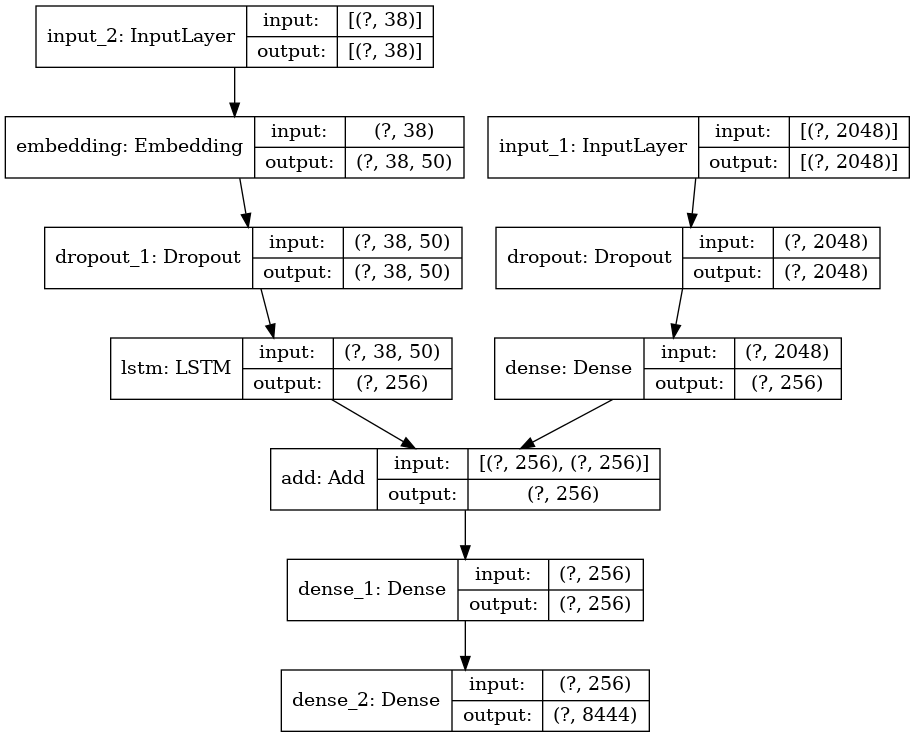 input_2: InputLayer
input: [(?, 38)]
output: [(?, 38)]
embedding: Embedding
input: (?, 38)
output: (?, 38, 50)
input_1: InputLayer
input: [(?, 2048)]
output: [(?, 2048)]
dropout_1: Dropout
input: (?, 38, 50)
output: (?, 38, 50)
dropout: Dropout
input: (?, 2048)
output: (?, 2048)
lstm: LSTM
input: (?, 38, 50)
output: (?, 256)
dense: Dense
input: (?, 2048)
output: (?, 256)
add: Add
input: [(?, 256), (?, 256)]
output: (?, 256)
dense_1: Dense
input: (?, 256)
output: (?, 256)
dense_2: Dense
input: (?, 256)
output: (?, 8444)